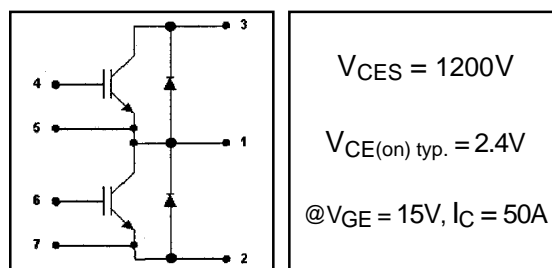 3
4
5
1
6
7
2
VCES = 1200V
VCE(on) typ. = 2.4V
@VGE = 15V, IC = 50A